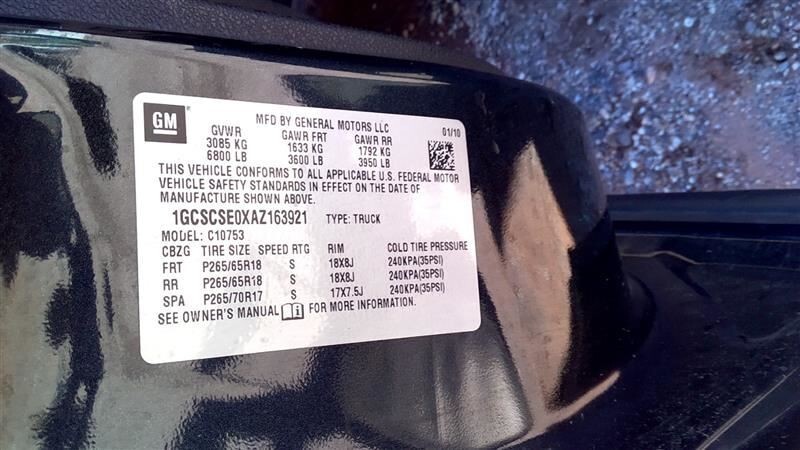 GM
MFD BY GENERAL MOTORS LLC 01/10
GVWR GAWR FRT GAWR RR
3085 KG 1633 KG 1792 KG
6800 LB 3600 LB 3950 LB
THIS VEHICLE CONFORMS TO ALL APPLICABLE U.S. FEDERAL MOTOR
VEHICLE SAFETY STANDARDS IN EFFECT ON THE DATE OF
MANUFACTURE SHOWN ABOVE.
1GCSCSE0XAZ163921 TYPE: TRUCK
MODEL: C10753
CBZG TIRE SIZE SPEED RTG RIM COLD TIRE PRESSURE
FRT P265/65R18 S 18X8J 240KPA(35PSI)
RR P265/65R18 S 18X8J 240KPA(35PSI)
SPA P265/70R17 S 17X7.5J 240KPA(35PSI)
SEE OWNER'S MANUAL FOR MORE INFORMATION.